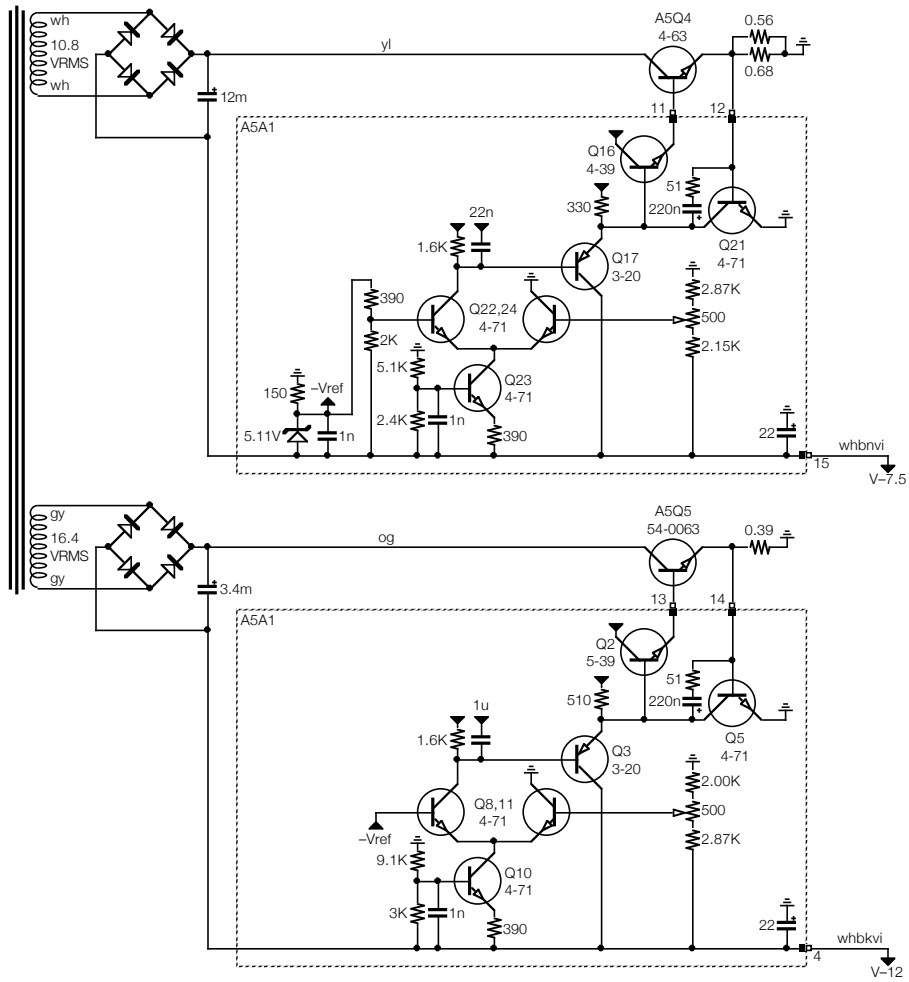 wh
10.8
VRMS
wh
12m
yl
A5Q4
4-63
0.56
0.68
11
12
A5A1
Q16
4-39
51
220n
Q21
4-71
330
22n
1.6K
Q17
3-20
2.87K
500
2.15K
390
2K
Q22,24
4-71
5.1K
2.4K
1n
Q23
4-71
390
150
–Vref
5.11V
1n
22
15
whbnvi
V–7.5
gy
16.4
VRMS
gy
3.4m
og
A5Q5
54-0063
0.39
13
14
A5A1
Q2
5-39
51
220n
Q5
4-71
510
1u
1.6K
Q3
3-20
2.00K
500
2.87K
Q8,11
4-71
–Vref
9.1K
3K
1n
Q10
4-71
390
22
4
whbkvi
V–12